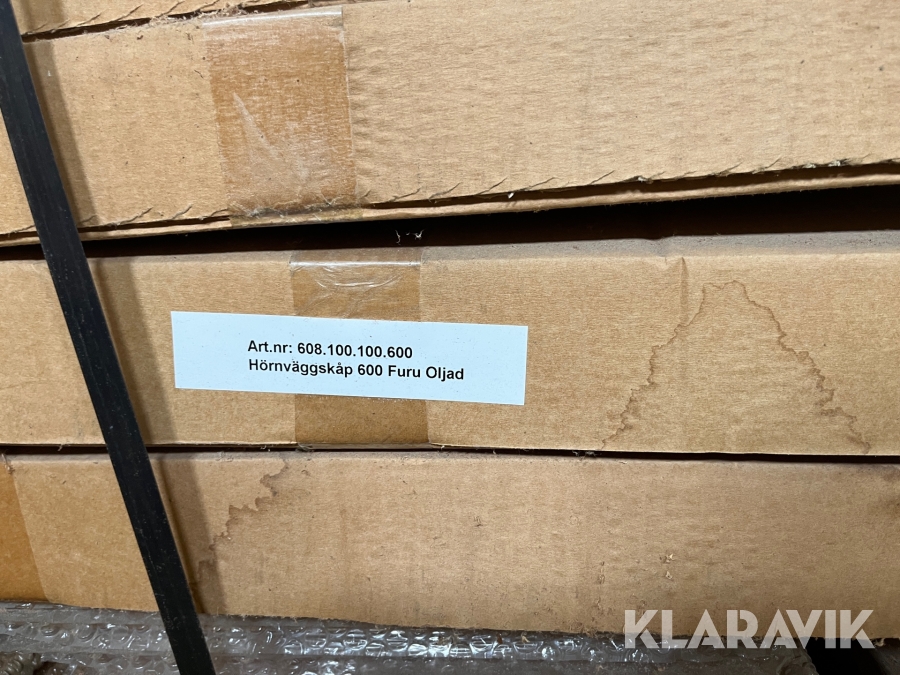 Art.nr: 608.100.100.600
Hörnväggskåp 600 Furu Oljad
KLARAVIK